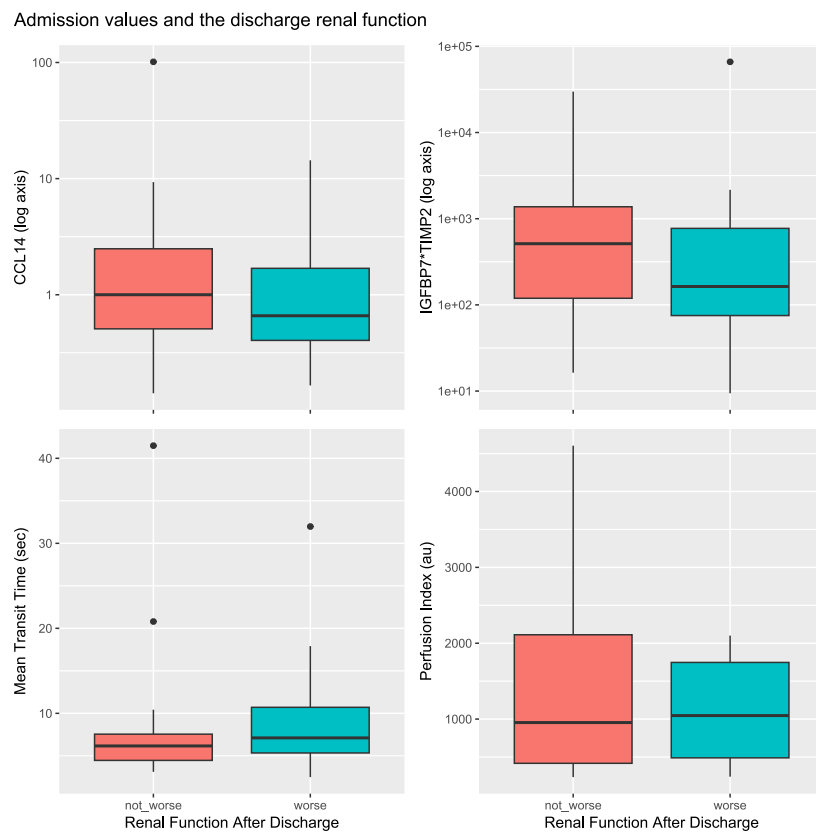 Admission values and the discharge renal function
CCL14 (log axis)
100
10
1
IGFBP7*TIMP2 (log axis)
1e+05
1e+04
1e+03
1e+02
1e+01
Mean Transit Time (sec)
40
30
20
10
not_worse
worse
Renal Function After Discharge
Perfusion Index (au)
4000
3000
2000
1000
not_worse
worse
Renal Function After Discharge